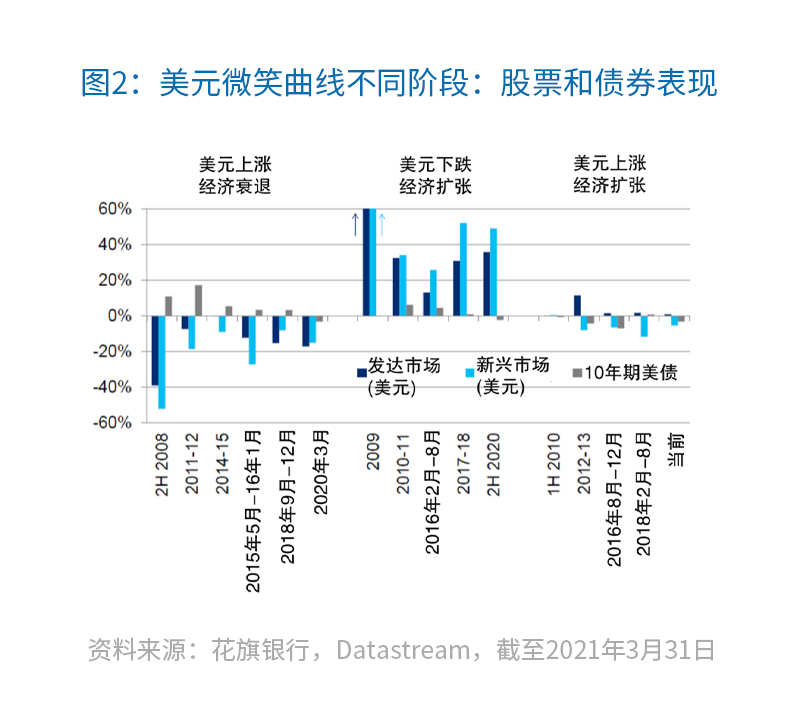 图2：美元微笑曲线不同阶段：股票和债券表现
美元上涨
经济衰退
美元下跌
经济扩张
美元上涨
经济扩张
60%
40%
20%
0%
-20%
-40%
-60%
发达市场
(美元)
新兴市场
(美元)
10年期美债
2H 2008
2011-12
2014-15
2015年5月-16年1月
2018年9月-12月
2020年3月
2009
2010-11
2016年2月-8月
2017-18
2H 2020
1H 2010
2012-13
2016年8月-12月
2018年2月-8月
当前
资料来源：花旗银行，Datastream，截至2021年3月31日